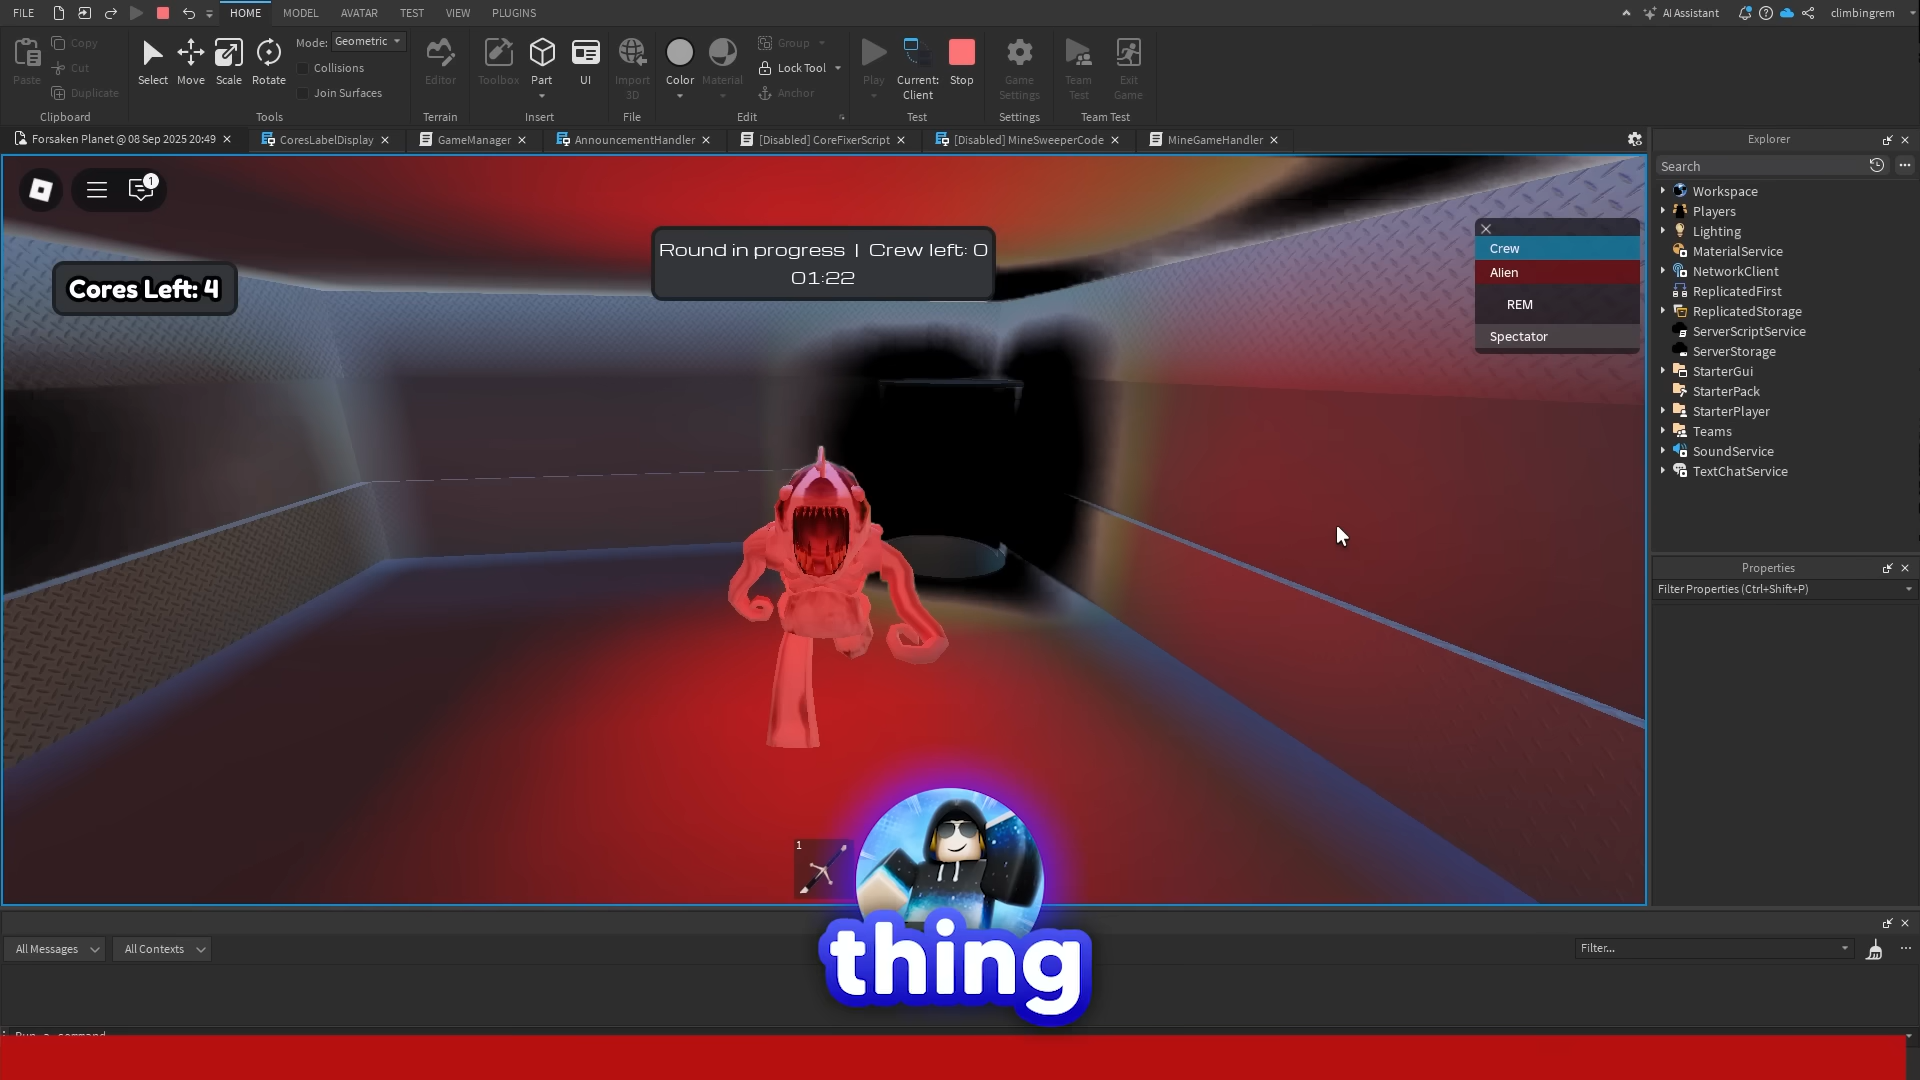 FILE HOME MODEL AVATAR TEST VIEW PLUGINS AI Assistant climbingrem
Paste Copy Cut Duplicate Clipboard
Select Move Scale Rotate Mode: Geometric Collisions Join Surfaces Tools
Editor Terrain
Toolbox Part UI Insert
Import 3D File
Color Material Group Lock Tool Anchor Edit
Play Current: Client Stop Test
Game Settings Settings
Team Test Exit Game Team Test
Forsaken Planet @ 08 Sep 2025 20:49 CoresLabelDisplay GameManager AnnouncementHandler [Disabled] CoreFixerScript [Disabled] MineSweeperCode MineGameHandler
1
Cores Left: 4
Round in progress | Crew left: 0
01:22
Crew
Alien
REM
Spectator
1
thing
Explorer
Search
Workspace
Players
Lighting
MaterialService
NetworkClient
ReplicatedFirst
ReplicatedStorage
ServerScriptService
ServerStorage
StarterGui
StarterPack
StarterPlayer
Teams
SoundService
TextChatService
Properties
Filter Properties (Ctrl+Shift+P)
All Messages All Contexts Filter...
Run a command